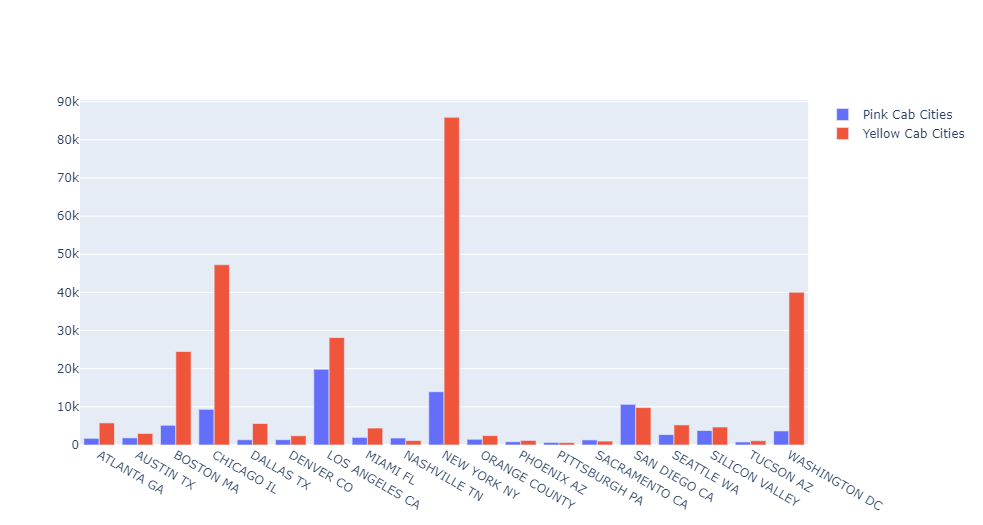 90k
80k
70k
60k
50k
40k
30k
20k
10k
0
ATLANTA GA
AUSTIN TX
BOSTON MA
CHICAGO IL
DALLAS TX
DENVER CO
LOS ANGELES CA
MIAMI FL
NASHVILLE TN
NEW YORK NY
ORANGE COUNTY
PHOENIX AZ
PITTSBURGH PA
SACRAMENTO CA
SAN DIEGO CA
SEATTLE WA
SILICON VALLEY
TUCSON AZ
WASHINGTON DC
Pink Cab Cities
Yellow Cab Cities